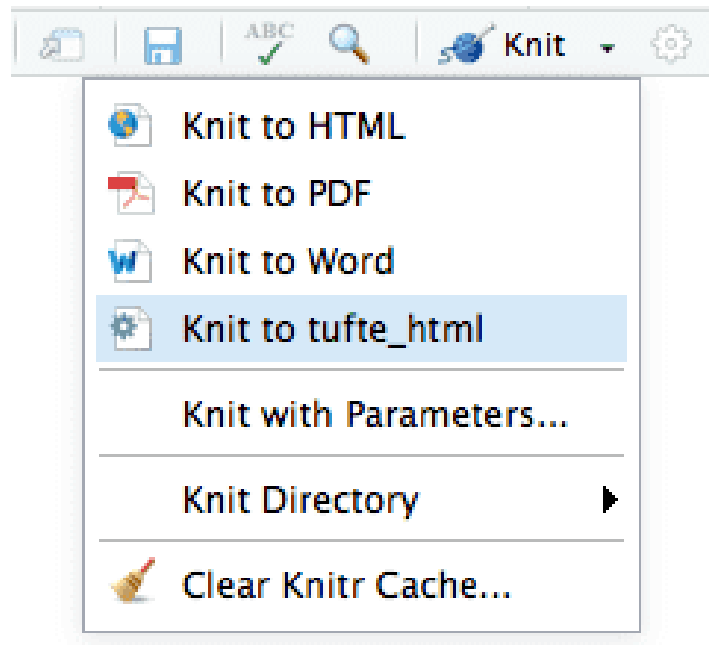 ABC Knit
Knit to HTML
Knit to PDF
W Knit to Word
Knit to tufte_html
Knit with Parameters...
Knit Directory
Clear Knitr Cache...